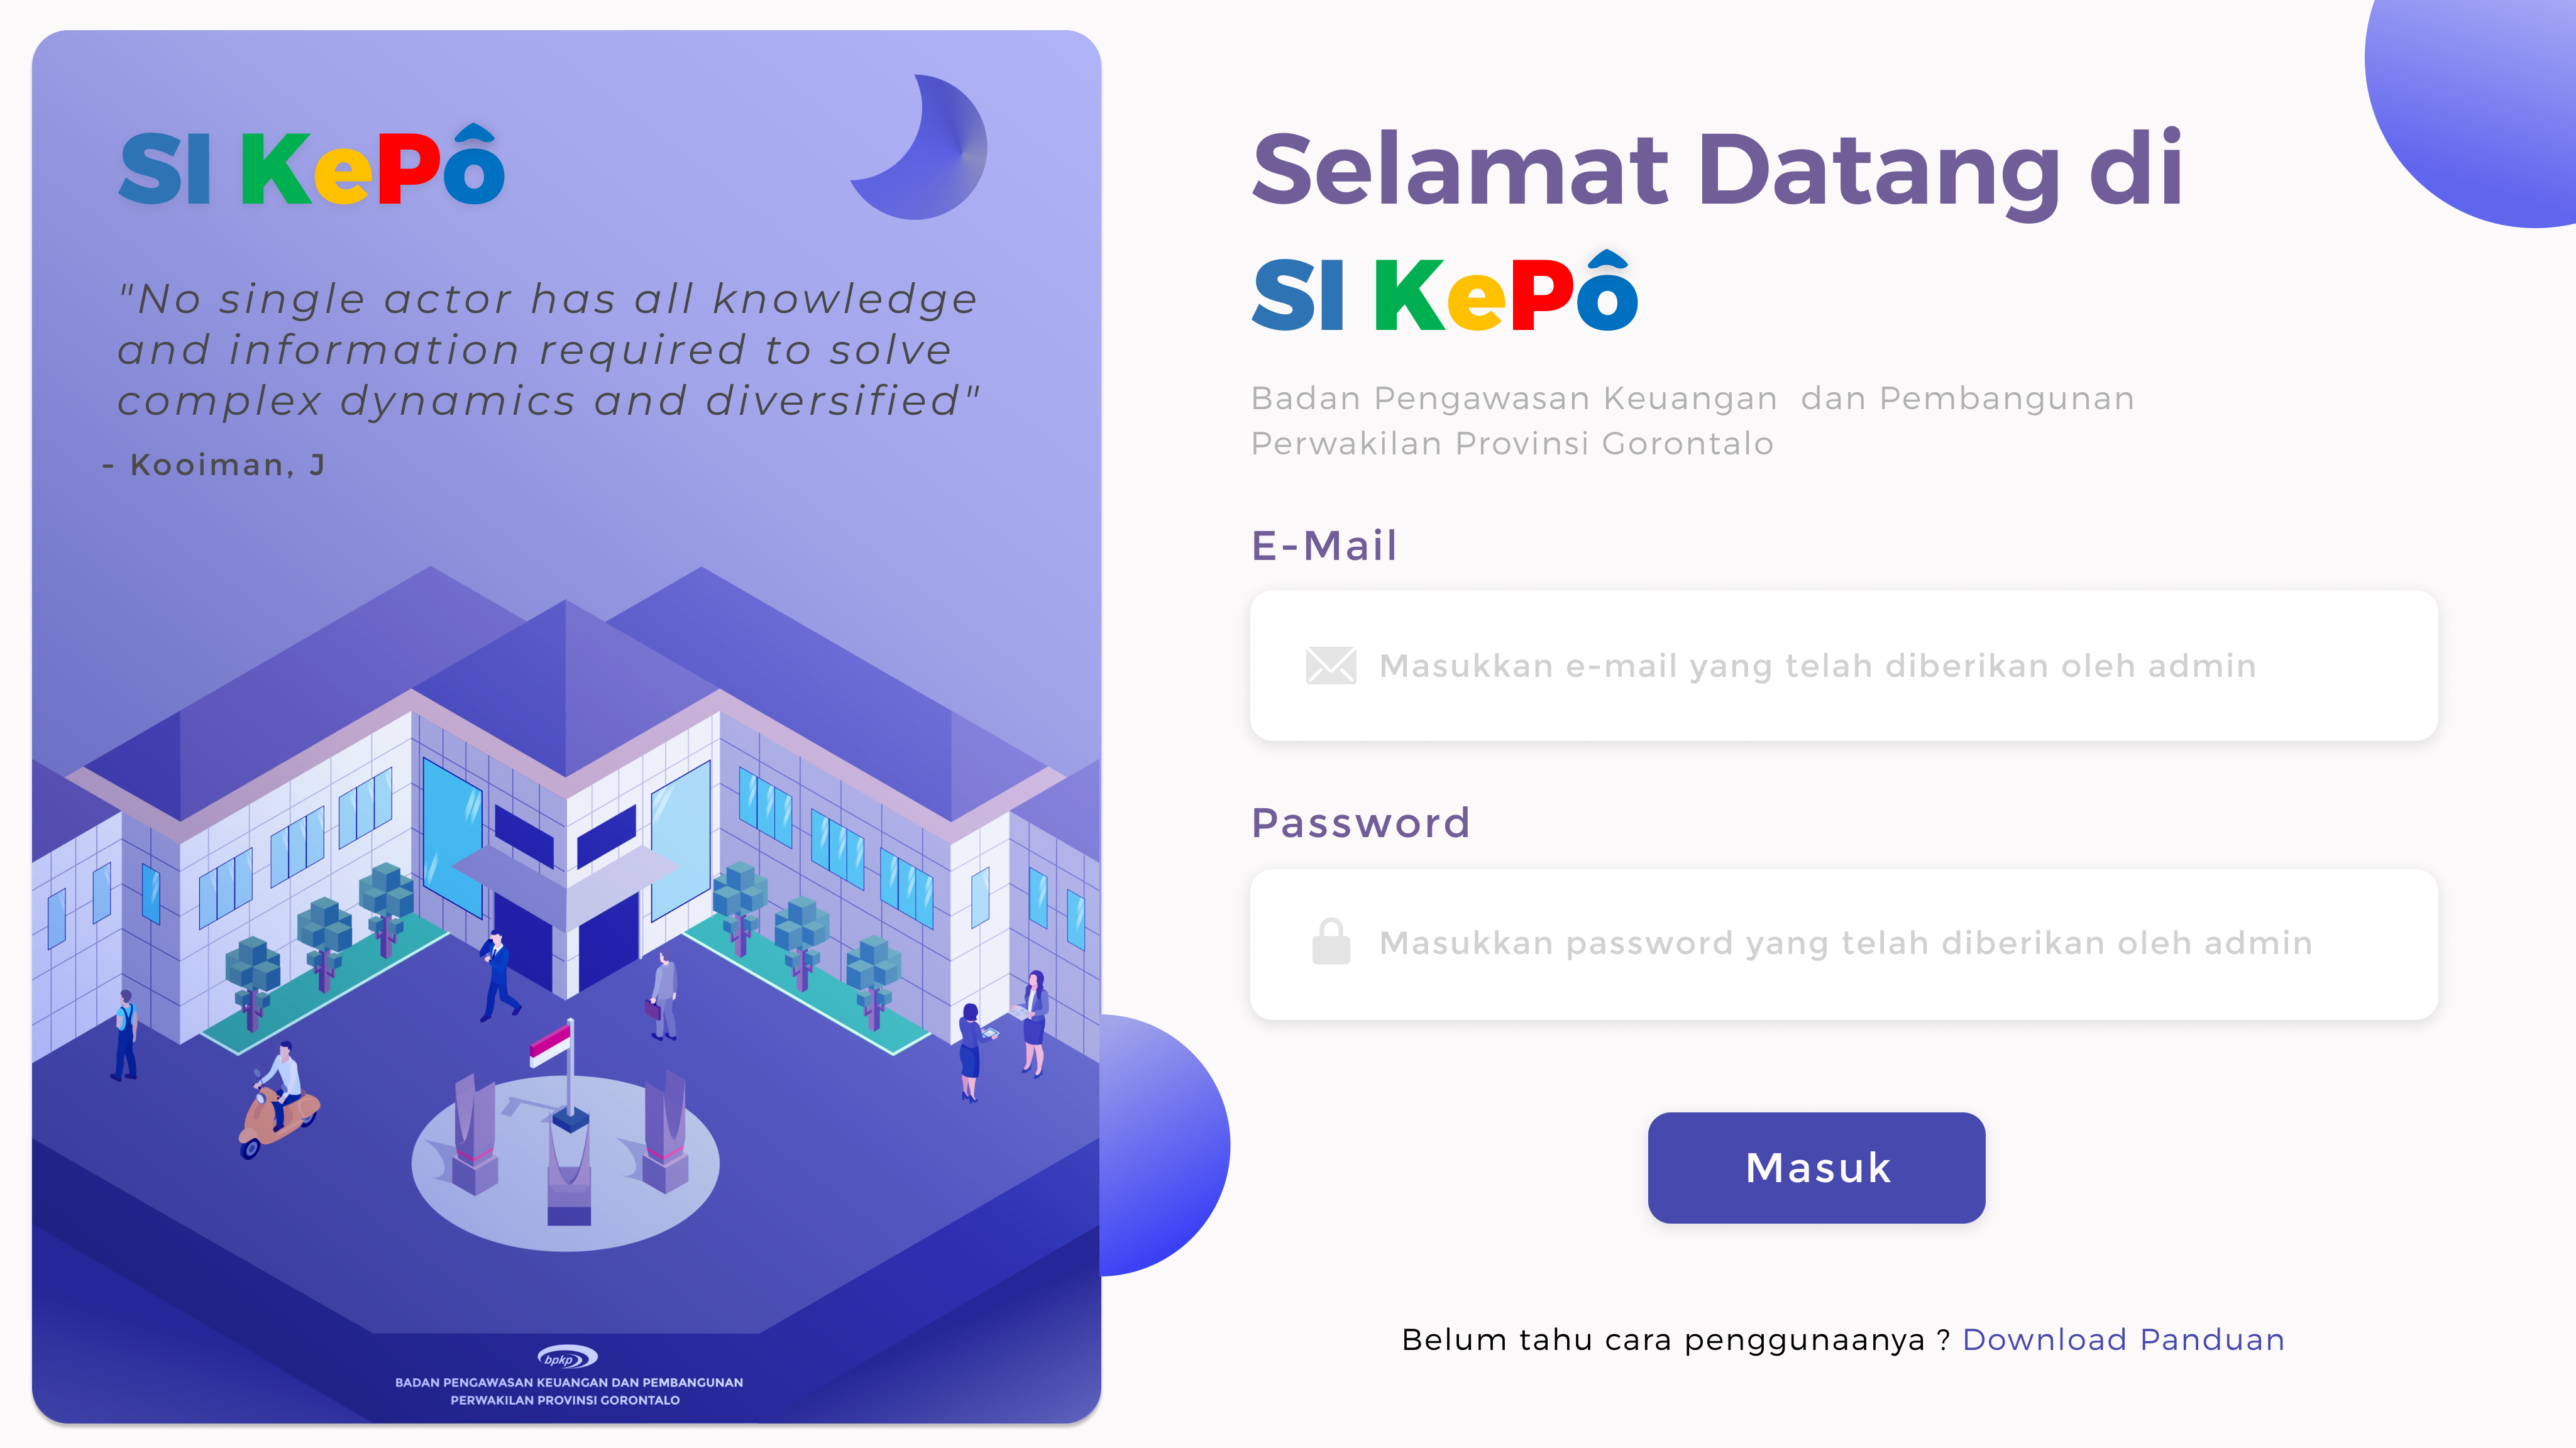 SI KePô
"No single actor has all knowledge
and information required to solve
complex dynamics and diversified"
- Kooiman, J
bpkp
BADAN PENGAWASAN KEUANGAN DAN PEMBANGUNAN
PERWAKILAN PROVINSI GORONTALO
Selamat Datang di
SI KePô
Badan Pengawasan Keuangan dan Pembangunan
Perwakilan Provinsi Gorontalo
E-Mail
Masukkan e-mail yang telah diberikan oleh admin
Password
Masukkan password yang telah diberikan oleh admin
Masuk
Belum tahu cara penggunaanya ? Download Panduan